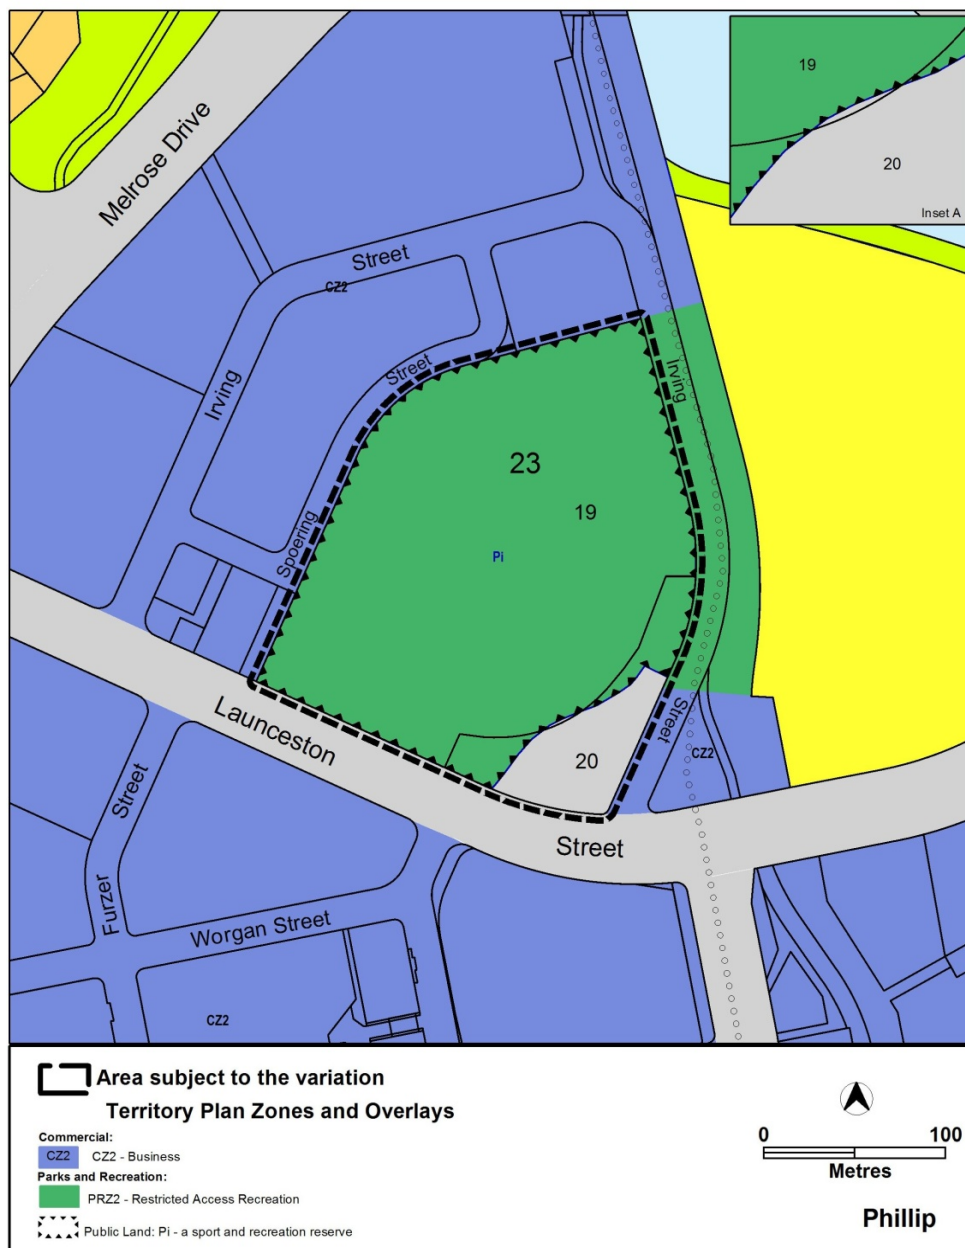 19
20
Inset A
Melrose Drive
Street
CZ2
Irving
Street
Irving
23
19
Pi
Spoering
Launceston
Street
CZ2
20
Street
Street
Furzer
Worgan Street
CZ2
Area subject to the variation
Territory Plan Zones and Overlays
Commercial:
CZ2 CZ2 - Business
Parks and Recreation:
PRZ2 - Restricted Access Recreation
Public Land: Pi - a sport and recreation reserve
0 100
Metres
Phillip